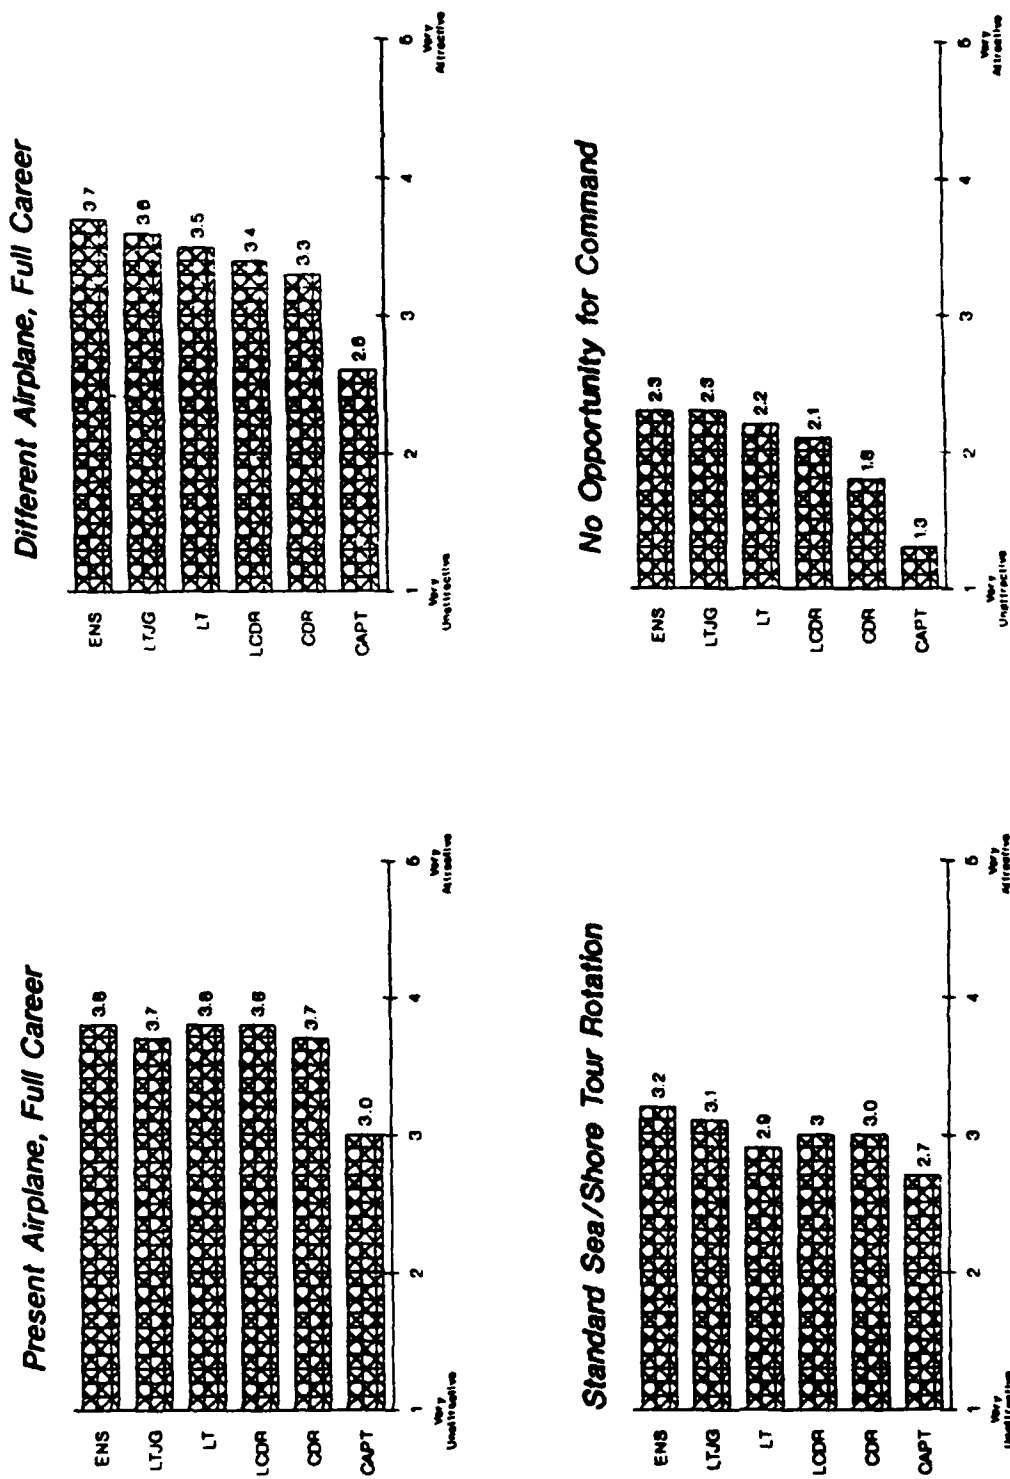 Present Airplane, Full Career
ENS 3.8
LTJG 3.7
LT 3.8
LCDR 3.8
CDR 3.7
CAPT 3.0
1 2 3 4 5
Very Very
Unattractive Attractive
Different Airplane, Full Career
ENS 3.7
LTJG 3.6
LT 3.5
LCDR 3.4
CDR 3.3
CAPT 2.6
1 2 3 4 5
Very Very
Unattractive Attractive
Standard Sea/Shore Tour Rotation
ENS 3.2
LTJG 3.1
LT 2.9
LCDR 3
CDR 3.0
CAPT 2.7
1 2 3 4 5
Very Very
Unattractive Attractive
No Opportunity for Command
ENS 2.3
LTJG 2.3
LT 2.2
LCDR 2.1
CDR 1.8
CAPT 1.3
1 2 3 4 5
Very Very
Unattractive Attractive